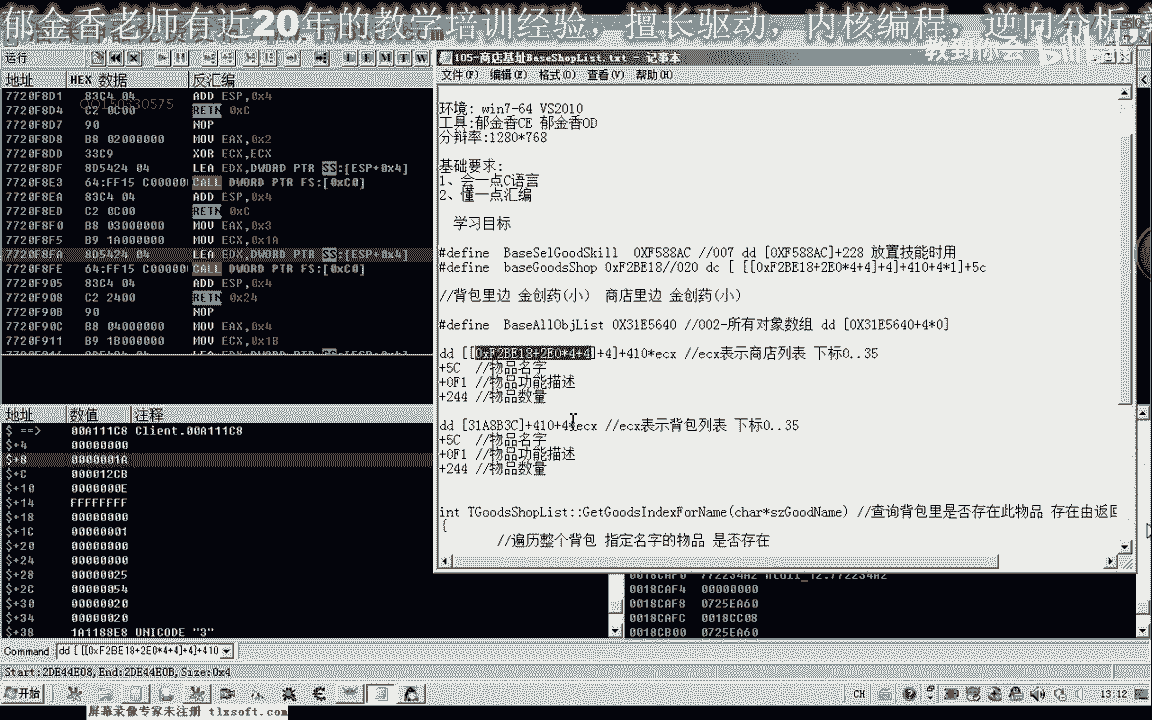 郁金香老师有近20年的教学培训经验，擅长驱动，内核编程，逆向分析
教到你会
bilibili
QQ150330575
运行
L E M T W
地址 HEX 数据 反汇编
7720F8D1 83C4 04 ADD ESP,0x4
7720F8D4 C2 0C00 RETN 0xC
7720F8D7 90 NOP
7720F8D8 B8 02000000 MOV EAX,0x2
7720F8DD 33C9 XOR ECX,ECX
7720F8DF 8D5424 04 LEA EDX,DWORD PTR SS:[ESP+0x4]
7720F8E3 64:FF15 C00000 CALL DWORD PTR FS:[0xC0]
7720F8EA 83C4 04 ADD ESP,0x4
7720F8ED C2 0C00 RETN 0xC
7720F8F0 B8 03000000 MOV EAX,0x3
7720F8F5 B9 1A000000 MOV ECX,0x1A
7720F8FA 8D5424 04 LEA EDX,DWORD PTR SS:[ESP+0x4]
7720F8FE 64:FF15 C00000 CALL DWORD PTR FS:[0xC0]
7720F905 83C4 04 ADD ESP,0x4
7720F908 C2 2400 RETN 0x24
7720F90B 90 NOP
7720F90C B8 04000000 MOV EAX,0x4
7720F911 B9 1B000000 MOV ECX,0x1B
地址 数值 注释
$ ==> 00A111C8 Client.00A111C8
$+4 00000000
$+8 0000001A
$+C 000012CB
$+10 0000000E
$+14 FFFFFFFF
$+18 00000000
$+1C 00000001
$+20 00000000
$+24 00000000
$+28 00000025
$+2C 00000054
$+30 00000020
$+34 00000020
$+38 1A1188E8 UNICODE "3"
105-商店基址BaseShopList.txt - 记事本
文件(F) 编辑(E) 格式(O) 查看(V) 帮助(H)
环境: win7-64 VS2010
工具:郁金香CE 郁金香OD
分辩率:1280*768
基础要求:
1、会一点C语言
2、懂一点汇编
学习目标
#define BaseSelGoodSkill 0XF588AC //007 dd [0XF588AC]+228 放置技能时用
#define baseGoodsShop 0xF2BE18//020 dc [ [[0xF2BE18+2E0*4+4]+4]+410+4*1]+5c
//背包里边 金创药(小) 商店里边 金创药(小)
#define BaseAllObjList 0X31E5640 //002-所有对象数组 dd [0X31E5640+4*0]
dd [[0xF2BE18+2E0*4+4]+4]+410*ecx //ecx表示商店列表 下标0..35
+5C //物品名字
+0F1 //物品功能描述
+244 //物品数量
dd [31A8B3C]+410+4*ecx //ecx表示背包列表 下标0..35
+5C //物品名字
+0F1 //物品功能描述
+244 //物品数量
int TGoodsShopList::GetGoodsIndexForName(char*szGoodName) //查询背包里是否存在此物品 存在由返回
{
//遍历整个背包 指定名字的物品 是否存在
0018CAF0 772234A2 ntdll_12.772234A2
0018CAF4 00000000
0018CAF8 0725EA60
0018CAFC 0018CC08
0018CB00 0725EA60
Command dd [ [[0xF2BE18+2E0*4+4]+4]+410
Start:2DE44E08,End:2DE44E0B,Size:0x4
开始
CH
13:12
屏幕录像专家未注册 tlxsoft.com